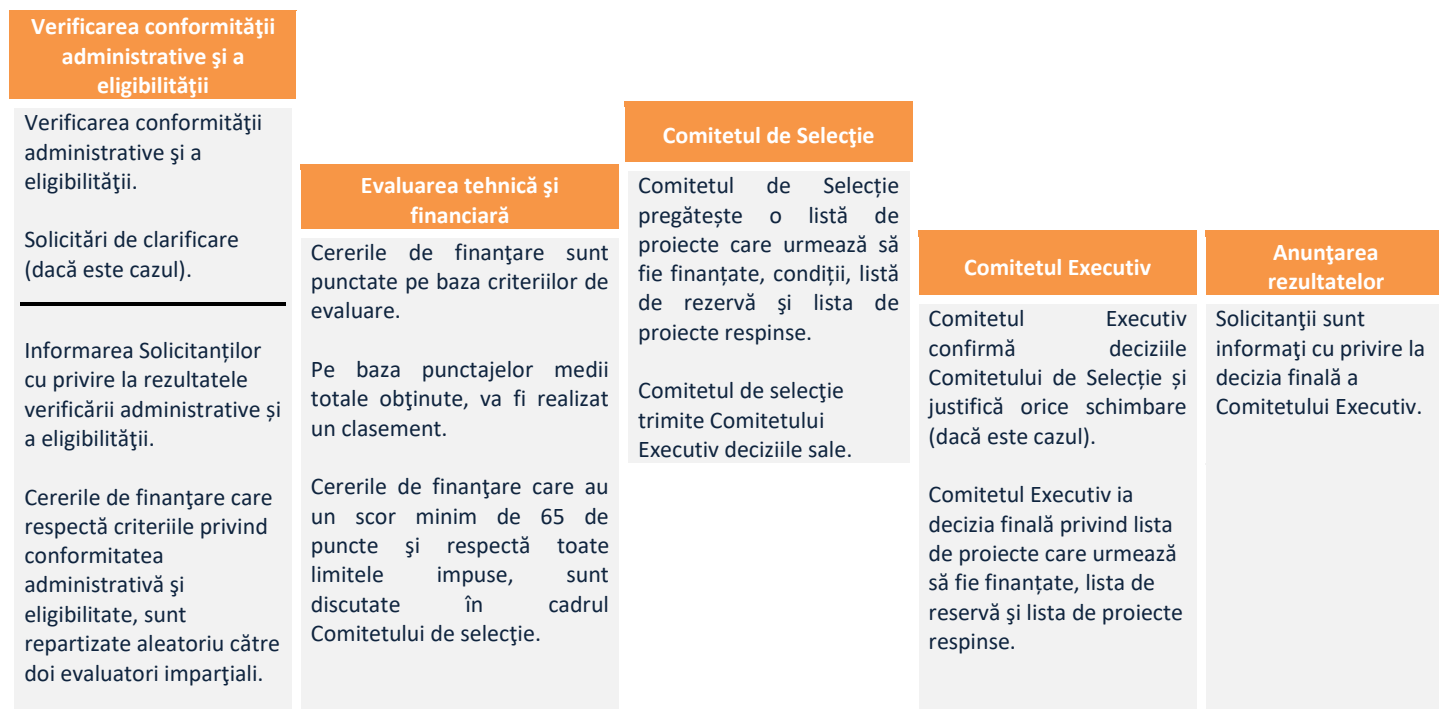 Verificarea conformităţii
administrative şi a
eligibilităţii
Verificarea conformităţii
administrative şi a
eligibilităţii.
Solicitări de clarificare
(dacă este cazul).
Informarea Solicitanților
cu privire la rezultatele
verificării administrative și
a eligibilităţii.
Cererile de finanţare care
respectă criteriile privind
conformitatea
administrativă şi
eligibilitate, sunt
repartizate aleatoriu către
doi evaluatori imparţiali.
Evaluarea tehnică şi
financiară
Cererile de finanţare sunt
punctate pe baza criteriilor de
evaluare.
Pe baza punctajelor medii
totale obţinute, va fi realizat
un clasement.
Cererile de finanţare care au
un scor minim de 65 de
puncte şi respectă toate
limitele impuse, sunt
discutate în cadrul
Comitetului de selecţie.
Comitetul de Selecţie
Comitetul de Selecție
pregătește o listă de
proiecte care urmează să
fie finanțate, condiții, listă
de rezervă şi lista de
proiecte respinse.
Comitetul de selecţie
trimite Comitetului
Executiv deciziile sale.
Comitetul Executiv
Comitetul Executiv
confirmă deciziile
Comitetului de Selecție și
justifică orice schimbare
(dacă este cazul).
Comitetul Executiv ia
decizia finală privind lista
de proiecte care urmează
să fie finanțate, lista de
reservă şi lista de proiecte
respinse.
Anunţarea
rezultatelor
Solicitanţii sunt
informaţi cu privire la
decizia finală a
Comitetului Executiv.